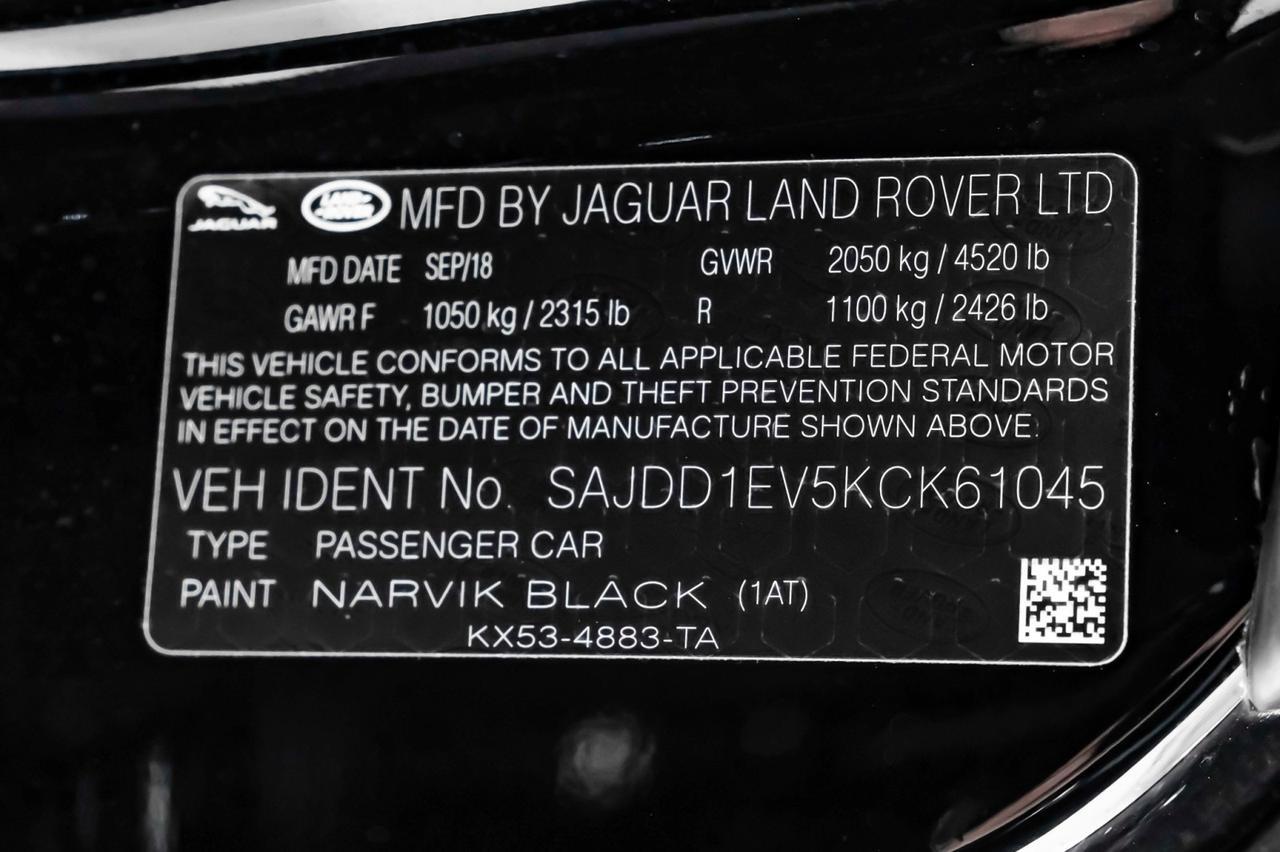 JAGUAR LAND ROVER MFD BY JAGUAR LAND ROVER LTD
MFD DATE SEP/18 GVWR 2050 kg / 4520 lb
GAWR F 1050 kg / 2315 lb R 1100 kg / 2426 lb
THIS VEHICLE CONFORMS TO ALL APPLICABLE FEDERAL MOTOR
VEHICLE SAFETY, BUMPER AND THEFT PREVENTION STANDARDS
IN EFFECT ON THE DATE OF MANUFACTURE SHOWN ABOVE.
VEH IDENT No. SAJDD1EV5KCK61045
TYPE PASSENGER CAR
PAINT NARVIK BLACK (1AT)
KX53-4883-TA